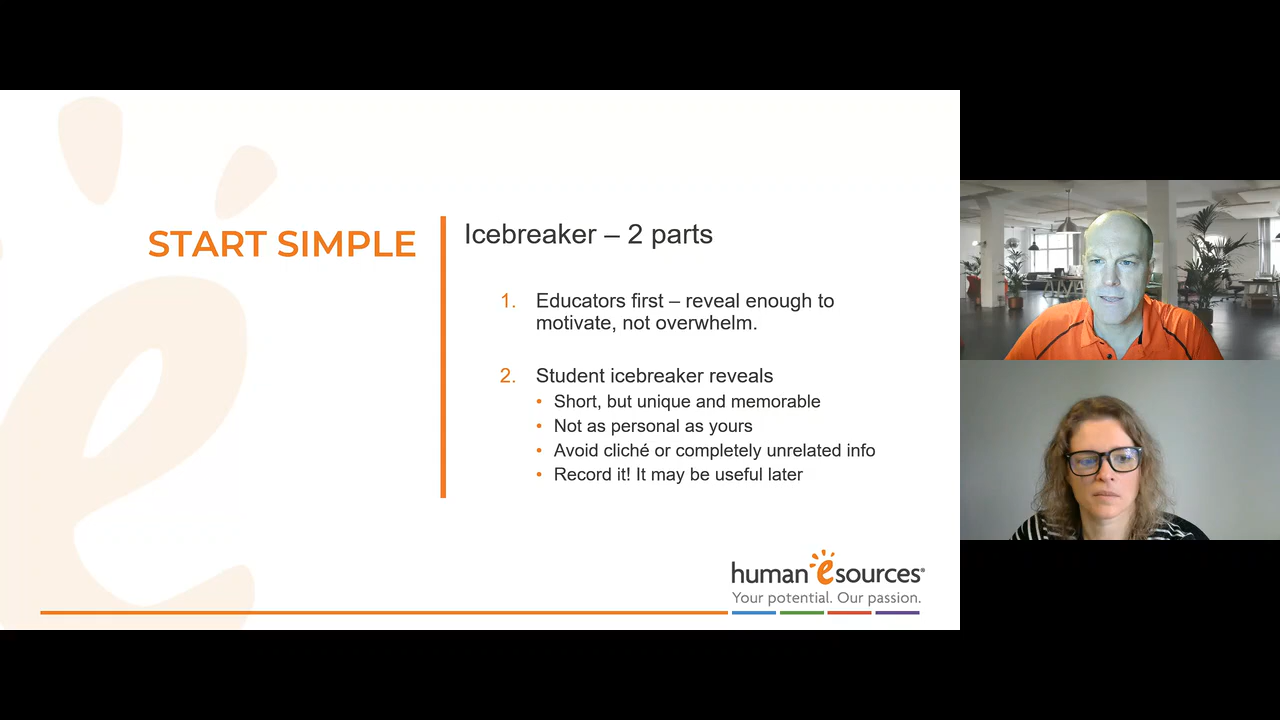 START SIMPLE
Icebreaker – 2 parts
1. Educators first – reveal enough to
motivate, not overwhelm.
2. Student icebreaker reveals
• Short, but unique and memorable
• Not as personal as yours
• Avoid cliché or completely unrelated info
• Record it! It may be useful later
human esources®
Your potential. Our passion.